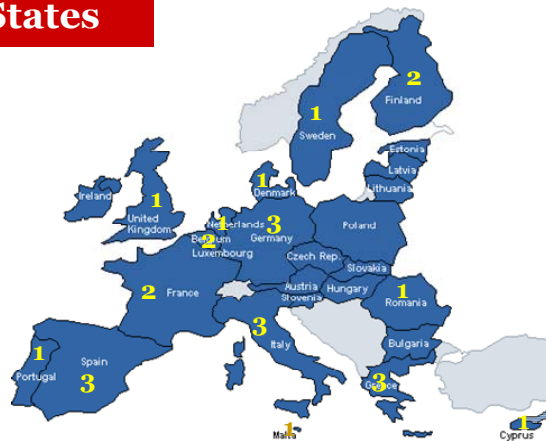 States
2
Finland
1
Sweden
Estonia
Latvia
Lithuania
1
Denmark
Ireland
1
United
Kingdom
1
Netherlands
3
Germany
Belgium
2
Luxembourg
Poland
Czech Rep.
Slovakia
Austria
Hungary
Slovenia
1
Romania
2
France
3
Italy
Bulgaria
1
Portugal
Spain
3
3
Greece
1
Malta
1
Cyprus